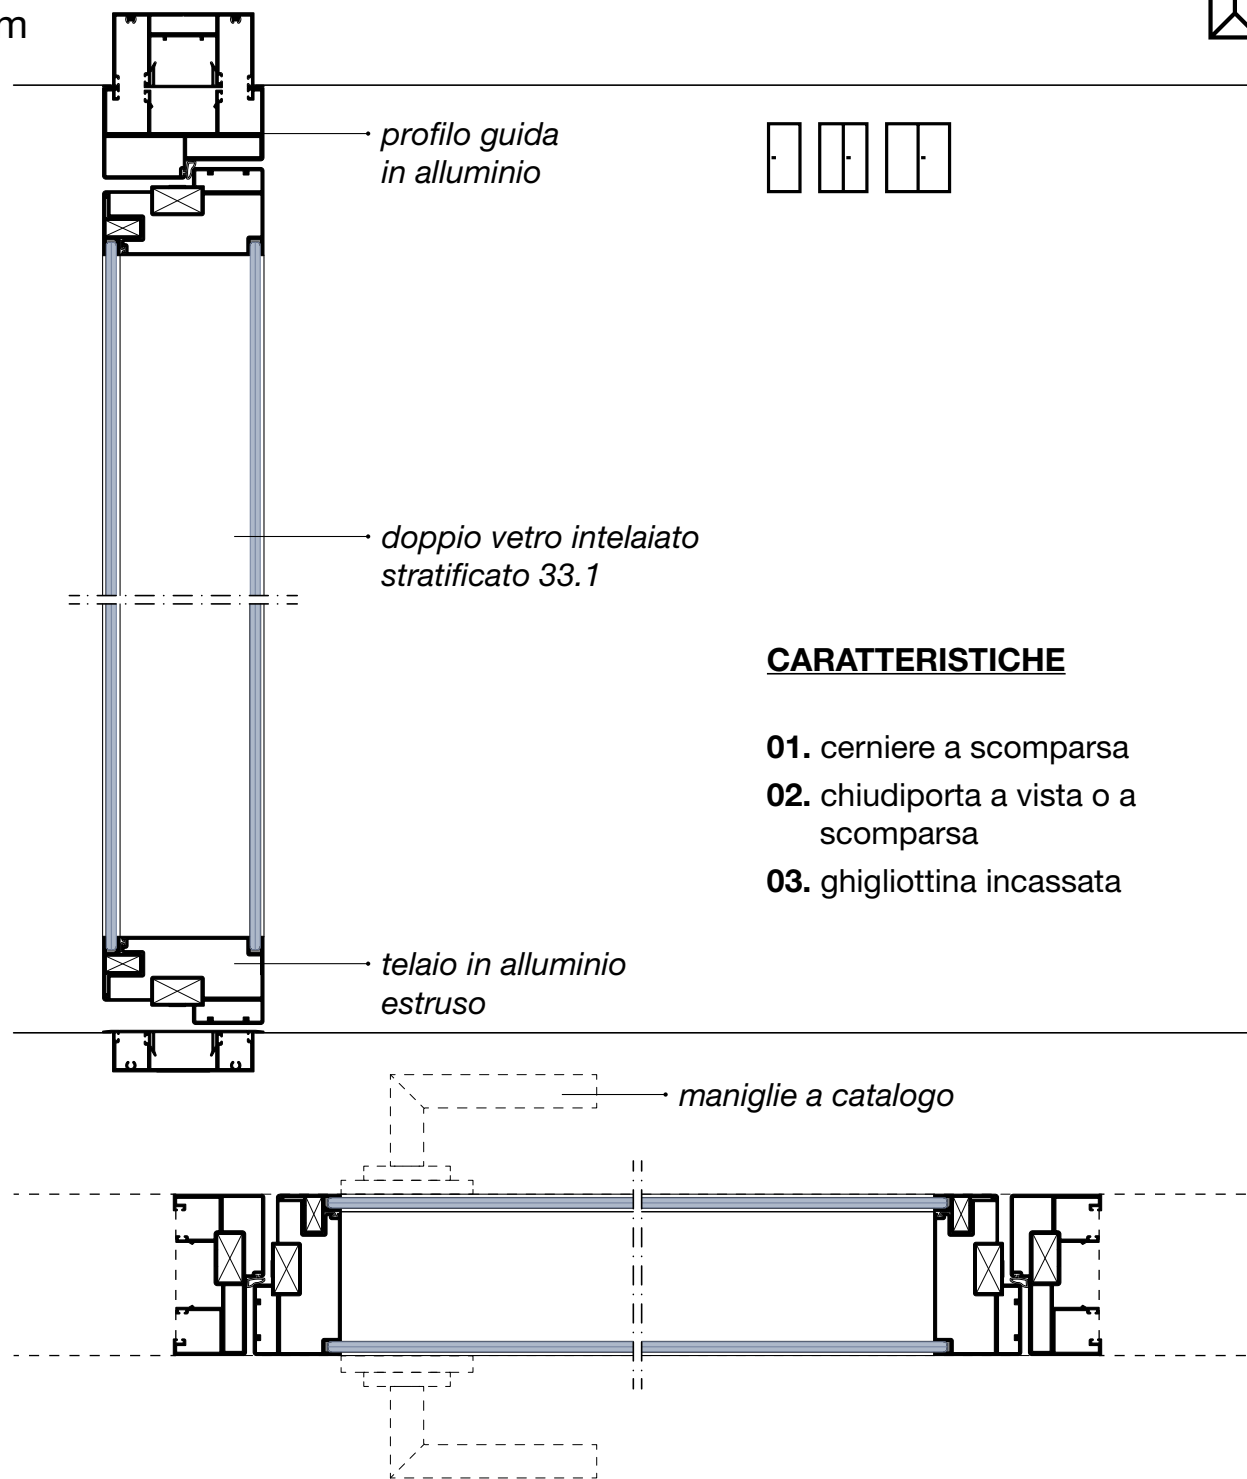 m
profilo guida
in alluminio
doppio vetro intelaiato
stratificato 33.1
CARATTERISTICHE
01. cerniere a scomparsa
02. chiudiporta a vista o a
scomparsa
03. ghigliottina incassata
telaio in alluminio
estruso
maniglie a catalogo